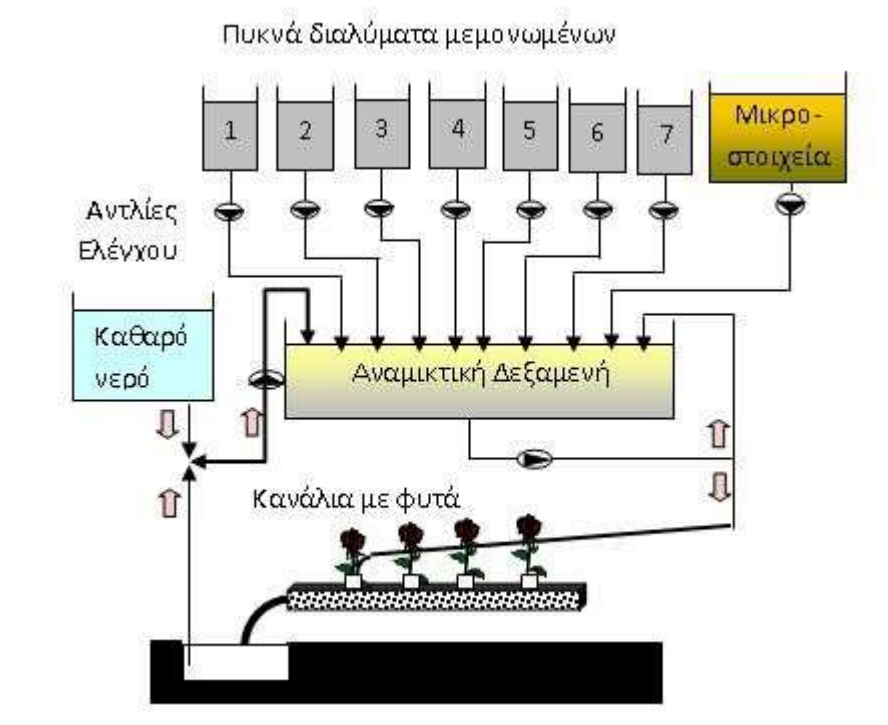 Πυκνά διαλύματα μεμονωμένων
1 2 3 4 5 6 7
Μικρο-
στοιχεία
Αντλίες
Ελέγχου
Καθαρό
νερό
Αναμικτική Δεξαμενή
Κανάλια με φυτά